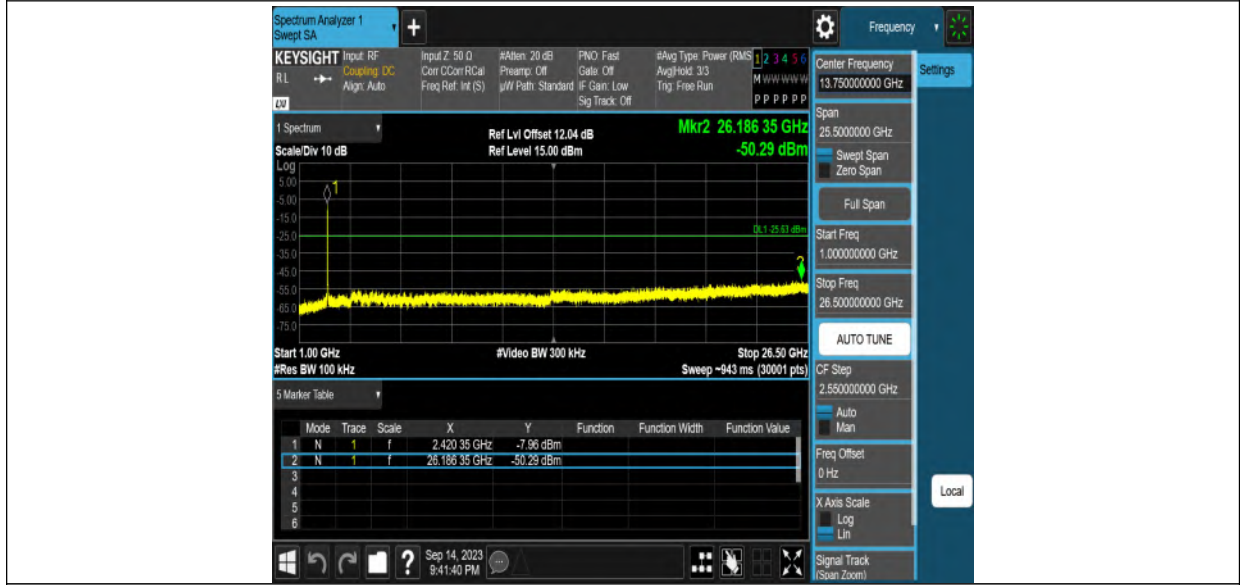 Spectrum Analyzer 1
Swept SA
+
Frequency
KEYSIGHT Input: RF Input Z: 50 Ω #Atten: 20 dB PNO: Fast #Avg Type: Power (RMS 1 2 3 4 5 6
RL Coupling: DC Corr CCorr RCal Preamp: Off Gate: Off Avg|Hold: 3/3 M W W W W W
Align: Auto Freq Ref: Int (S) µW Path: Standard IF Gain: Low Trig: Free Run
Sig Track: Off P P P P P P
LXI
1 Spectrum
Ref Lvl Offset 12.04 dB Mkr2 26.186 35 GHz
Scale/Div 10 dB Ref Level 15.00 dBm -50.29 dBm
Log
5.00
1
-5.00
-15.0
DL1 -25.63 dBm
-25.0
-35.0
2
-45.0
-55.0
-65.0
-75.0
Start 1.00 GHz #Video BW 300 kHz Stop 26.50 GHz
#Res BW 100 kHz Sweep ~943 ms (30001 pts)
5 Marker Table
Mode Trace Scale X Y Function Function Width Function Value
1 N 1 f 2.420 35 GHz -7.96 dBm
2 N 1 f 26.186 35 GHz -50.29 dBm
3
4
5
6
?
Sep 14, 2023
9:41:40 PM
Center Frequency
13.750000000 GHz
Settings
Span
25.5000000 GHz
Swept Span
Zero Span
Full Span
Start Freq
1.000000000 GHz
Stop Freq
26.500000000 GHz
AUTO TUNE
CF Step
2.550000000 GHz
Auto
Man
Freq Offset
0 Hz
X Axis Scale
Log
Lin
Local
Signal Track
(Span Zoom)